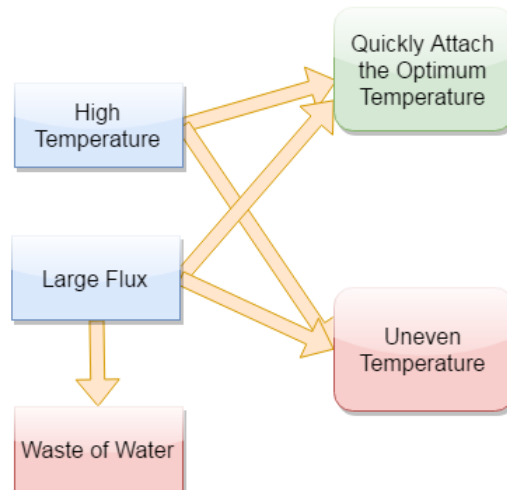 Quickly Attach
the Optimum
Temperature
High
Temperature
Large Flux
Uneven
Temperature
Waste of Water